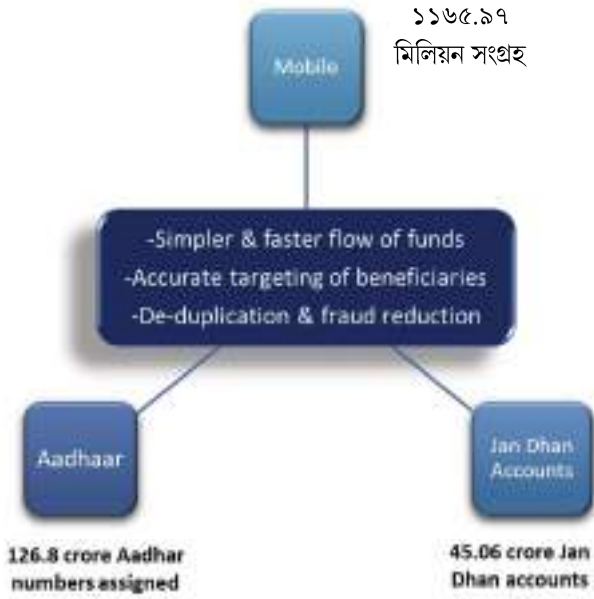 ১১৬৫.৯৭
মিলিয়ন সংগ্রহ
Mobile
-Simpler & faster flow of funds
-Accurate targeting of beneficiaries
-De-duplication & fraud reduction
Aadhaar
Jan Dhan
Accounts
126.8 crore Aadhar
numbers assigned
45.06 crore Jan
Dhan accounts